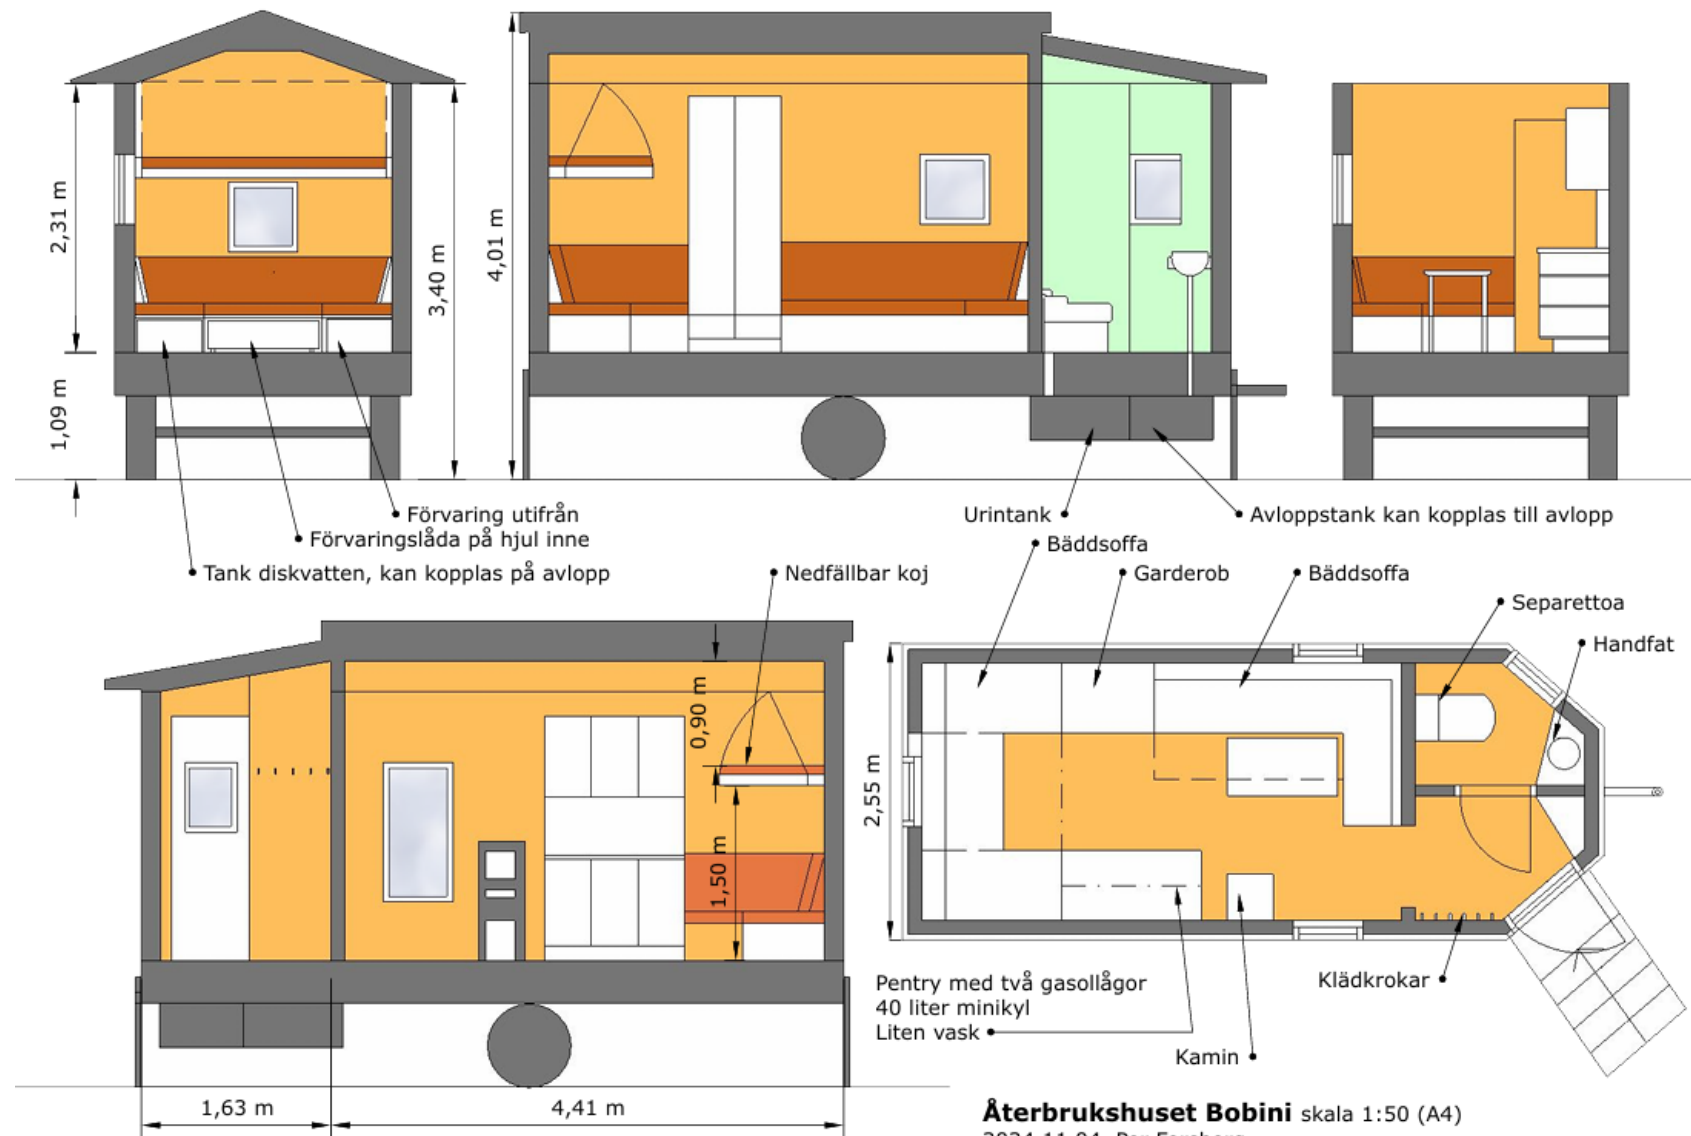 2,31 m
1,09 m
3,40 m
4,01 m
Förvaring utifrån
Förvaringslåda på hjul inne
Tank diskvatten, kan kopplas på avlopp
Urintank
Avloppstank kan kopplas till avlopp
Bäddsoffa
Nedfällbar koj
Garderob
Bäddsoffa
Separettoa
Handfat
0,90 m
1,50 m
2,55 m
Pentry med två gasollågor
40 liter minikyl
Liten vask
Klädkrokar
Kamin
1,63 m
4,41 m
Återbrukshuset Bobini skala 1:50 (A4)